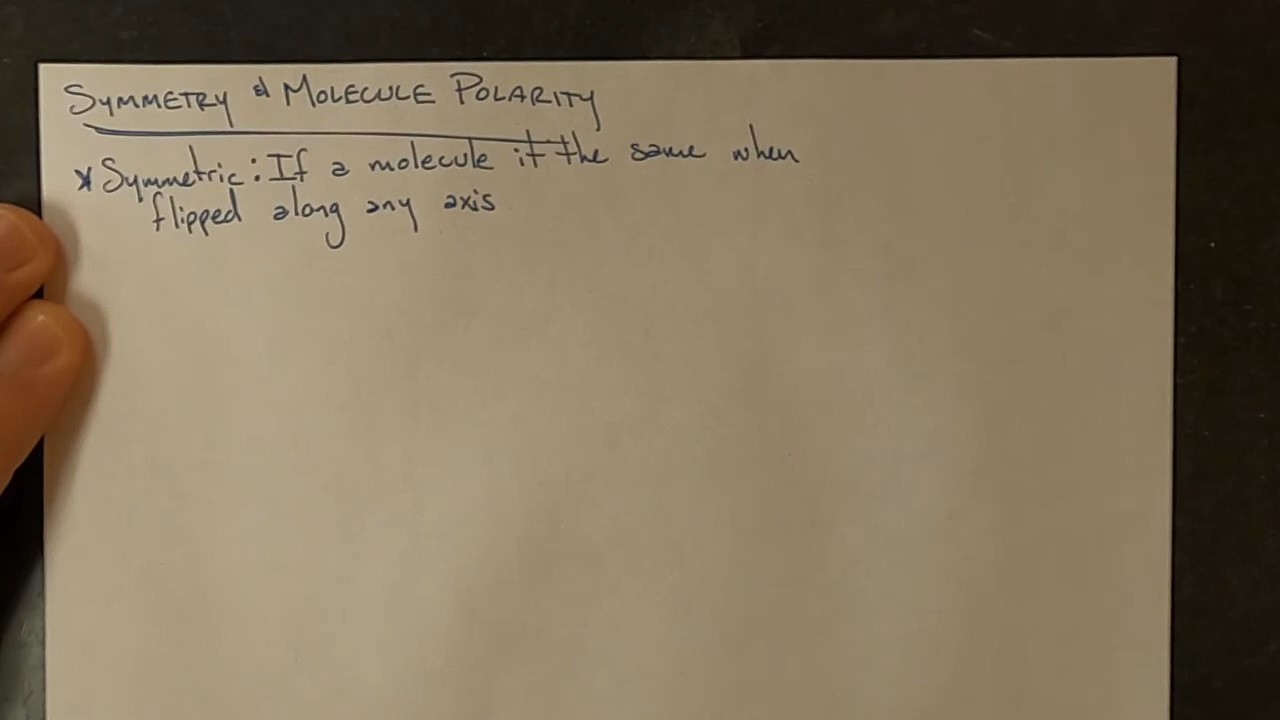 SYMMETRY & MOLECULE POLARITY
* Symmetric: If a molecule it the same when
flipped along any axis